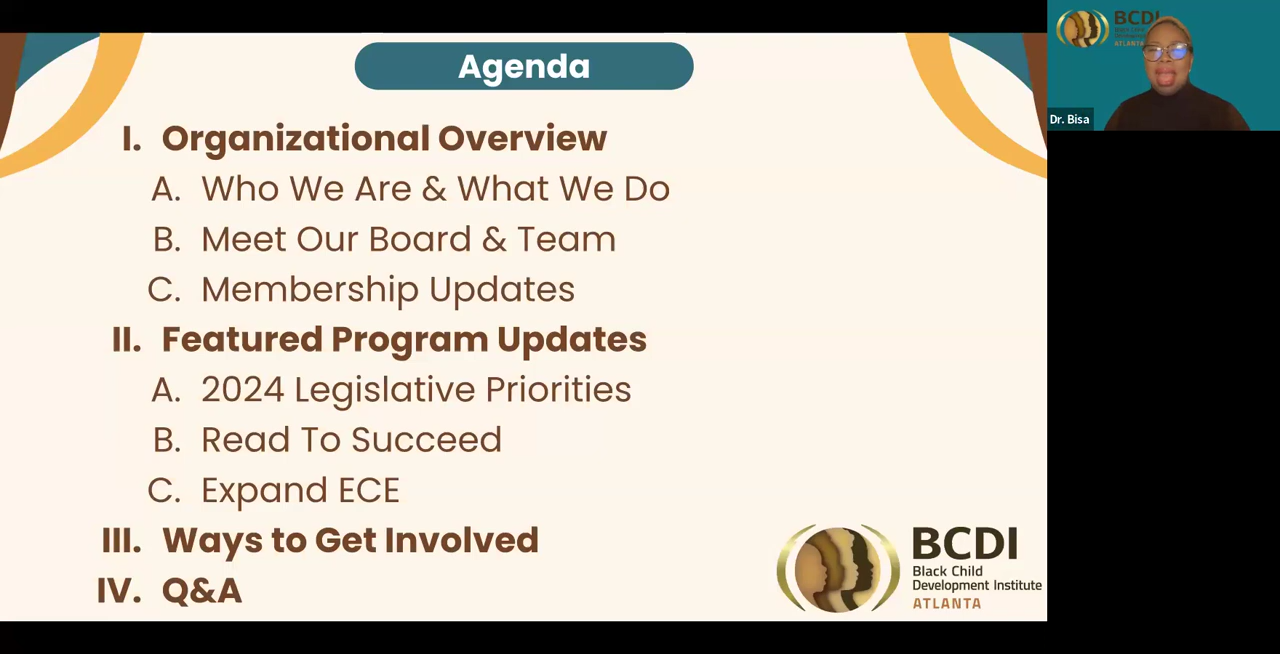 Agenda
I. Organizational Overview
A. Who We Are & What We Do
B. Meet Our Board & Team
C. Membership Updates
II. Featured Program Updates
A. 2024 Legislative Priorities
B. Read To Succeed
C. Expand ECE
III. Ways to Get Involved
IV. Q&A
BCDI
Black Child
Development Institute
ATLANTA
BCDI
ATLANTA
Dr. Bisa